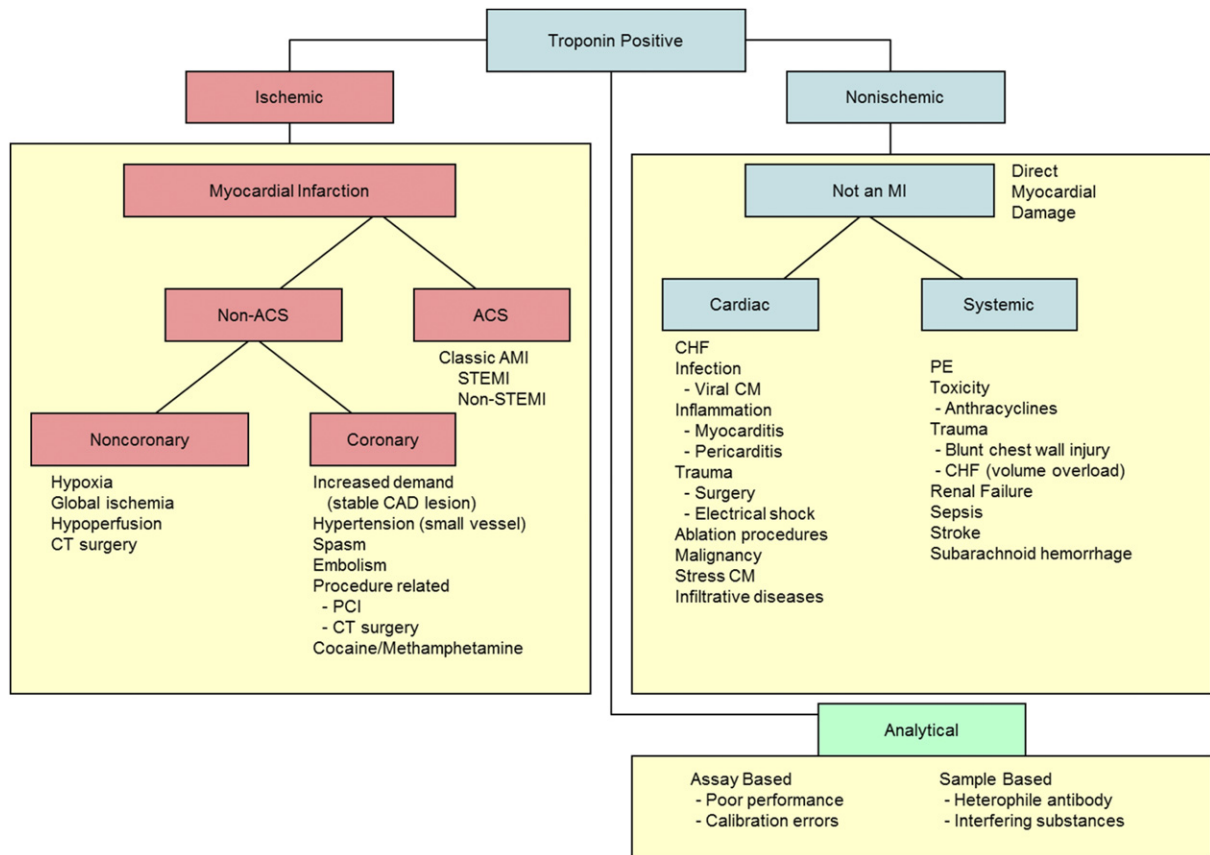 Troponin Positive
Ischemic
Nonischemic
Myocardial Infarction
Non-ACS
ACS
Classic AMI
STEMI
Non-STEMI
Noncoronary
Hypoxia
Global ischemia
Hypoperfusion
CT surgery
Coronary
Increased demand
(stable CAD lesion)
Hypertension (small vessel)
Spasm
Embolism
Procedure related
- PCI
- CT surgery
Cocaine/Methamphetamine
Not an MI
Direct
Myocardial
Damage
Cardiac
CHF
Infection
- Viral CM
Inflammation
- Myocarditis
- Pericarditis
Trauma
- Surgery
- Electrical shock
Ablation procedures
Malignancy
Stress CM
Infiltrative diseases
Systemic
PE
Toxicity
- Anthracyclines
Trauma
- Blunt chest wall injury
- CHF (volume overload)
Renal Failure
Sepsis
Stroke
Subarachnoid hemorrhage
Analytical
Assay Based
- Poor performance
- Calibration errors
Sample Based
- Heterophile antibody
- Interfering substances